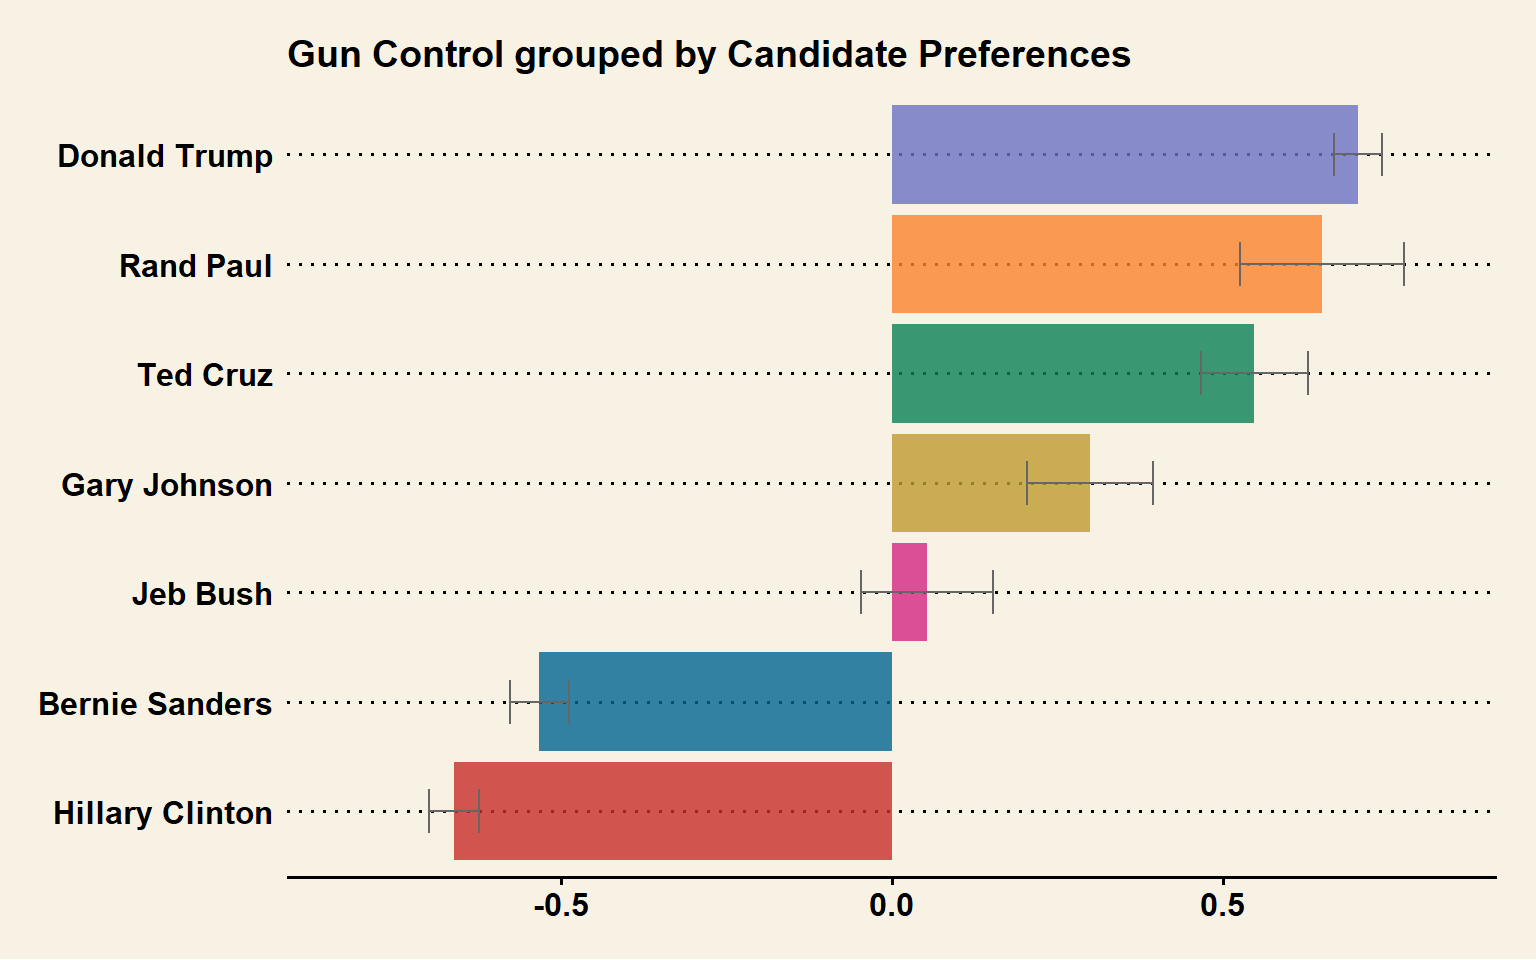 Gun Control grouped by Candidate Preferences
Donald Trump
Rand Paul
Ted Cruz
Gary Johnson
Jeb Bush
Bernie Sanders
Hillary Clinton
-0.5 0.0 0.5